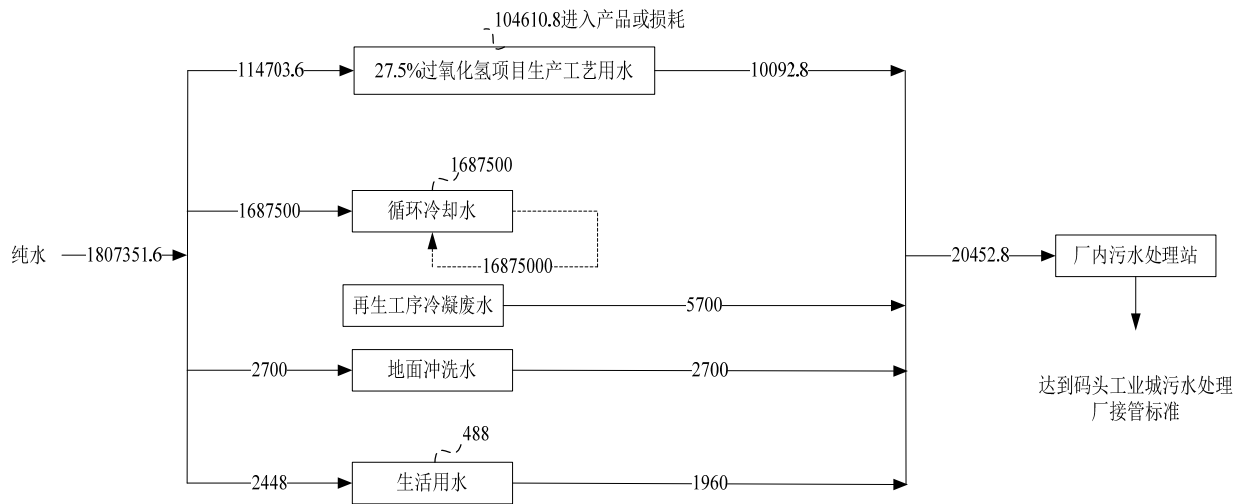 104610.8进入产品或损耗
114703.6
27.5%过氧化氢项目生产工艺用水
10092.8
1687500
1687500
循环冷却水
纯水
1807351.6
16875000
20452.8
厂内污水处理站
再生工序冷凝废水
5700
2700
地面冲洗水
2700
达到码头工业城污水处理
厂接管标准
488
2448
生活用水
1960